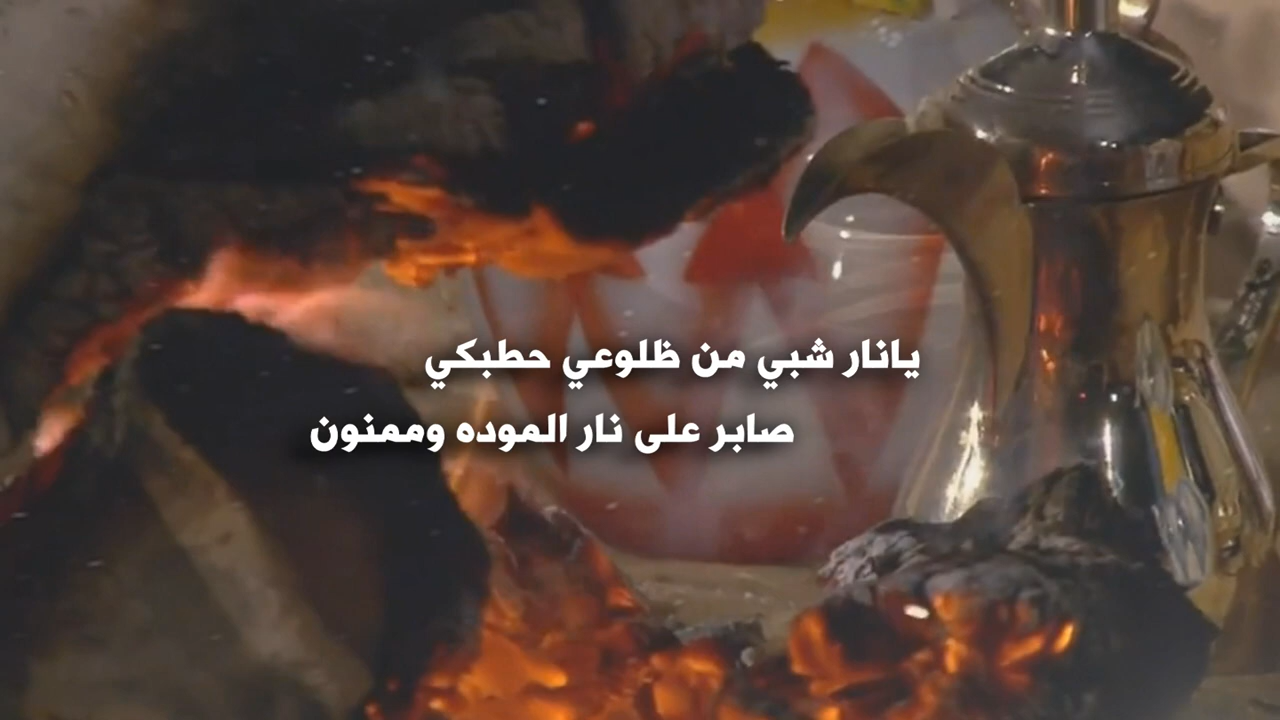 يانار شبي من ظلوعي حطبكي
صابر على نار الموده وممنون